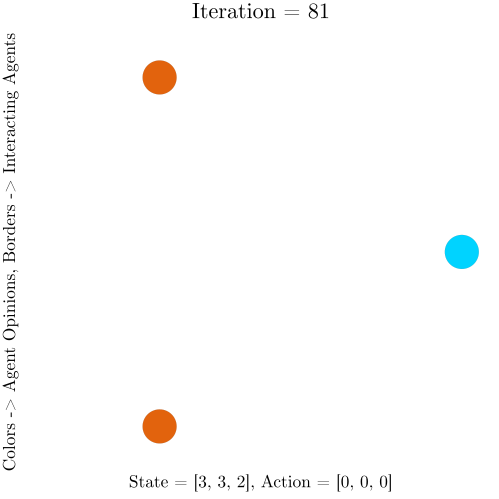 Iteration = 81
Colors -> Agent Opinions, Borders -> Interacting Agents
State = [3, 3, 2], Action = [0, 0, 0]